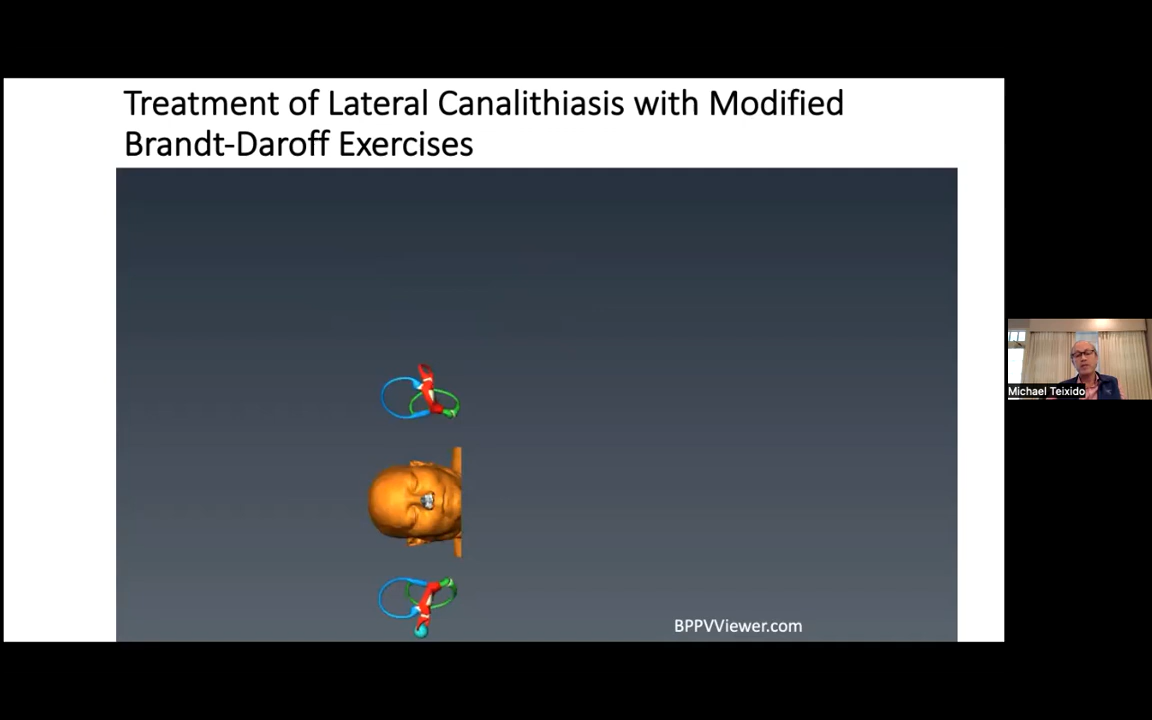 Treatment of Lateral Canalithiasis with Modified
Brandt-Daroff Exercises
Michael Teixido
BPPVViewer.com